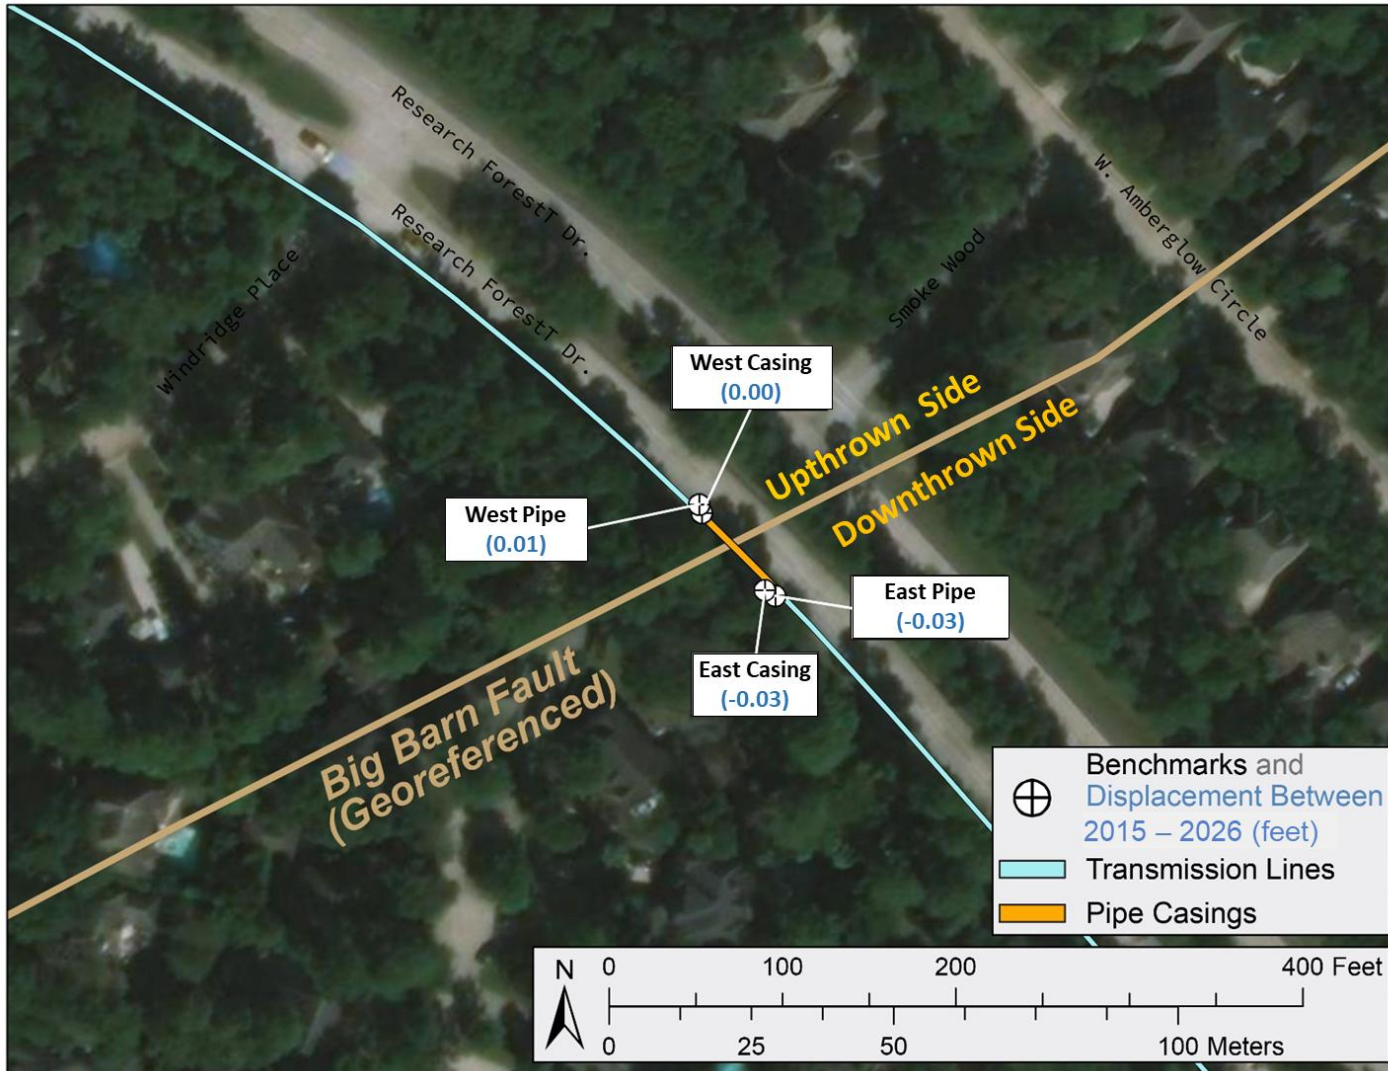 Research ForestT Dr.
W. Amberglow Circle
Research ForestT Dr.
Windridge Place
Smoke Wood
West Casing
(0.00)
Upthrown Side
Downthrown Side
West Pipe
(0.01)
East Pipe
(-0.03)
East Casing
(-0.03)
Big Barn Fault
(Georeferenced)
Benchmarks and
Displacement Between
2015 – 2026 (feet)
Transmission Lines
Pipe Casings
N
0 100 200 400 Feet
0 25 50 100 Meters